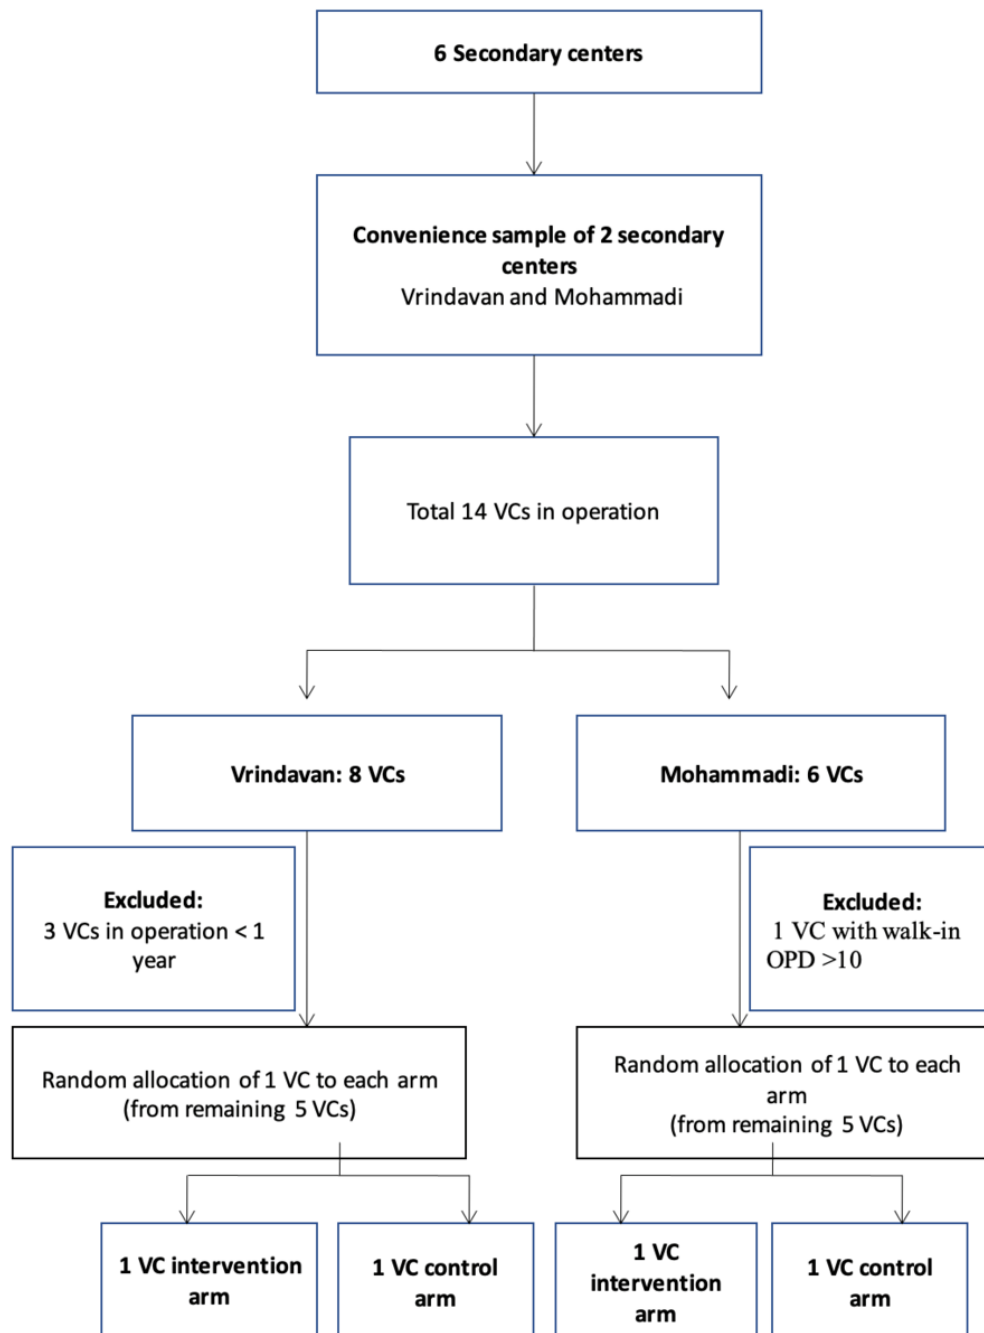 6 Secondary centers
Convenience sample of 2 secondary
centers
Vrindavan and Mohammadi
Total 14 VCs in operation
Vrindavan: 8 VCs
Mohammadi: 6 VCs
Excluded:
3 VCs in operation < 1
year
Excluded:
1 VC with walk-in
OPD >10
Random allocation of 1 VC to each arm
(from remaining 5 VCs)
Random allocation of 1 VC to each
arm
(from remaining 5 VCs)
1 VC intervention
arm
1 VC control
arm
1 VC
intervention
arm
1 VC control
arm